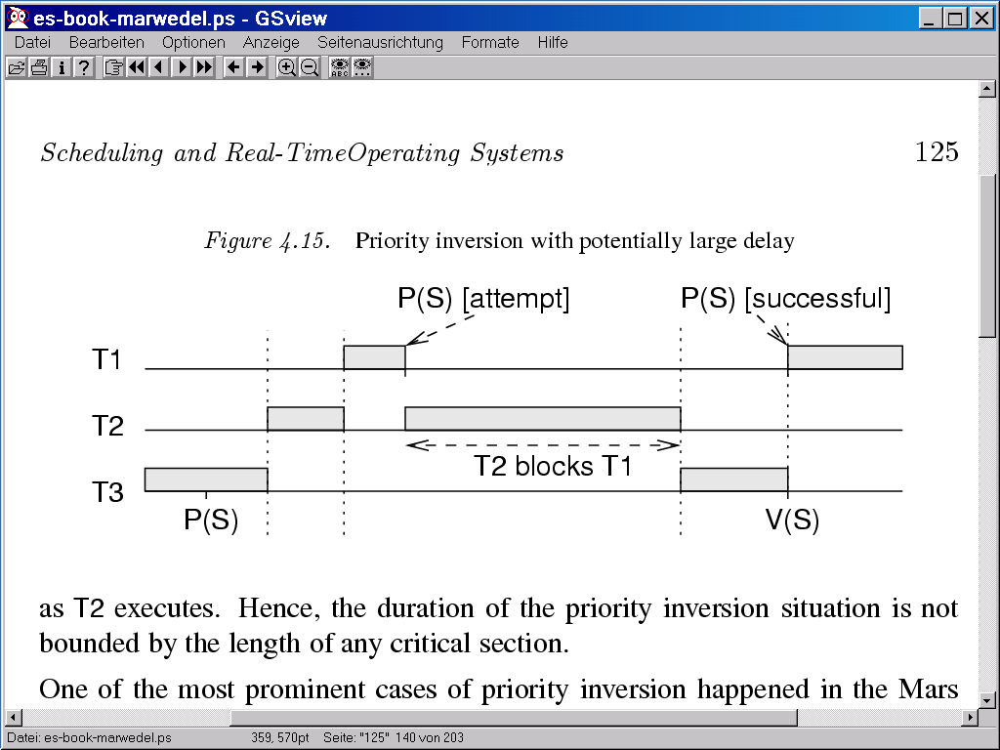 es-book-marwedel.ps - GSview
Datei Bearbeiten Optionen Anzeige Seitenausrichtung Formate Hilfe
Scheduling and Real-TimeOperating Systems 125
Figure 4.15. Priority inversion with potentially large delay
P(S) [attempt] P(S) [successful]
T1
T2
T2 blocks T1
T3
P(S) V(S)
as T2 executes. Hence, the duration of the priority inversion situation is not
bounded by the length of any critical section.
One of the most prominent cases of priority inversion happened in the Mars
Datei: es-book-marwedel.ps 359, 570pt Seite: "125" 140 von 203